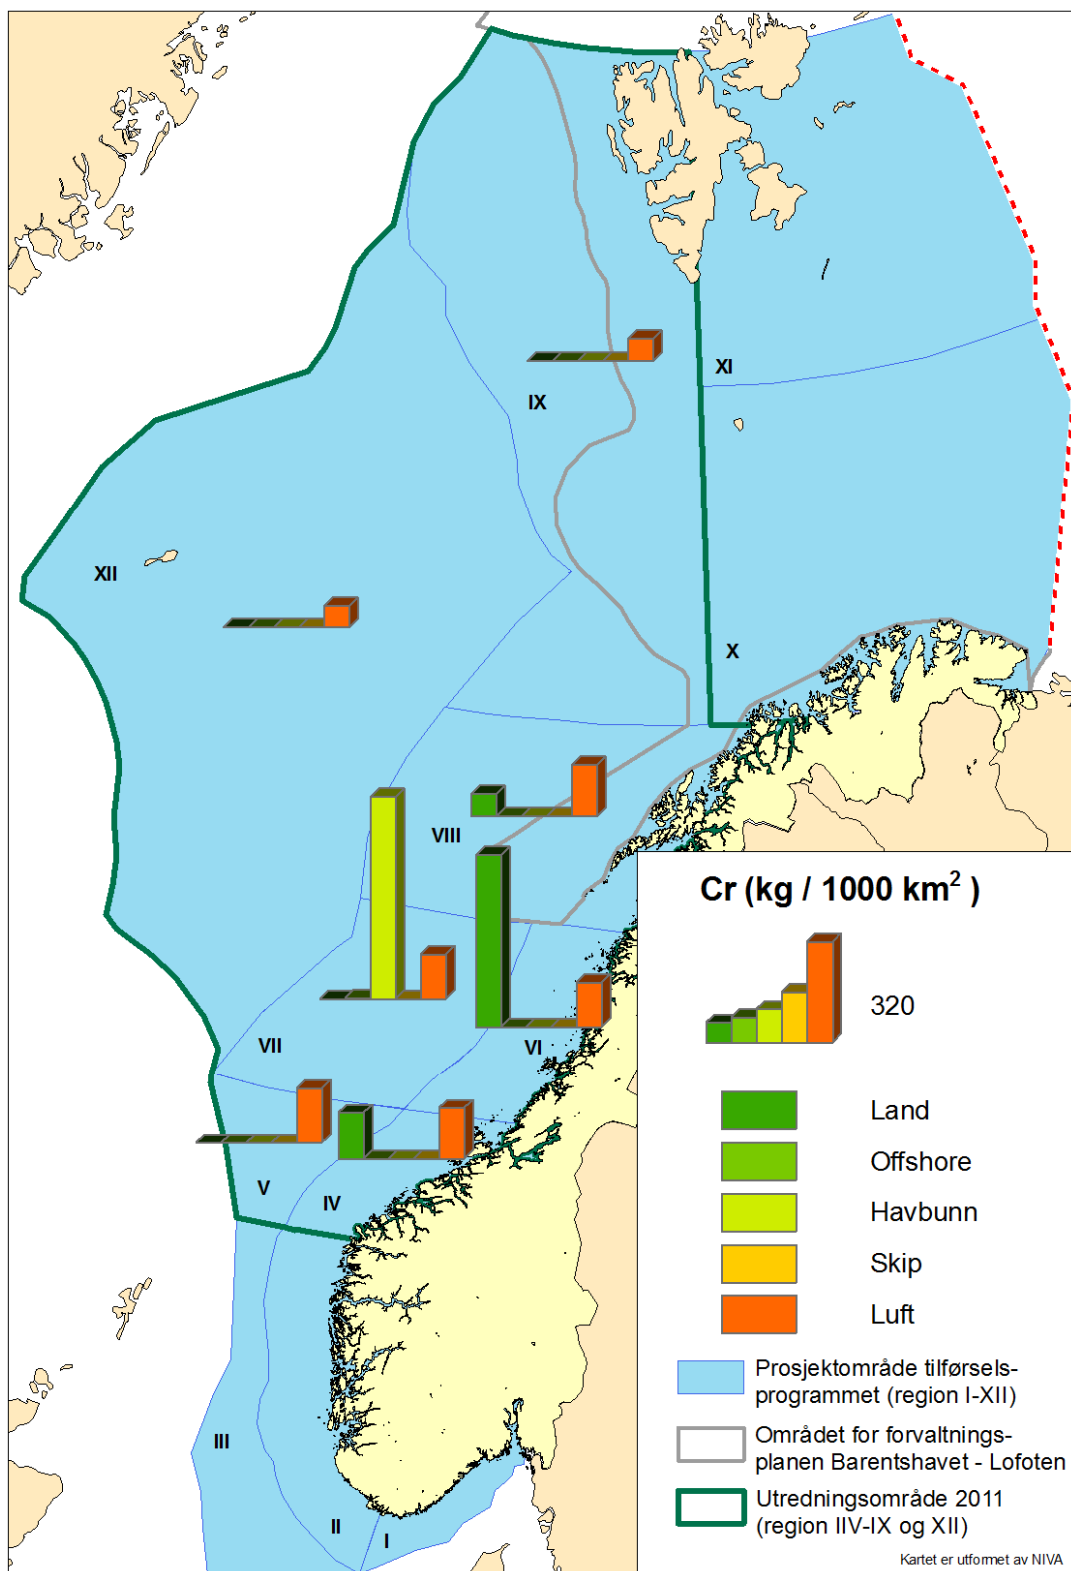 XI
IX
XII
X
VIII
VII
VI
V
IV
III
II
I
Cr (kg / 1000 km² )
320
Land
Offshore
Havbunn
Skip
Luft
Prosjektområde tilførsels-
programmet (region I-XII)
Området for forvaltnings-
planen Barentshavet - Lofoten
Utredningsområde 2011
(region IIV-IX og XII)
Kartet er utformet av NIVA